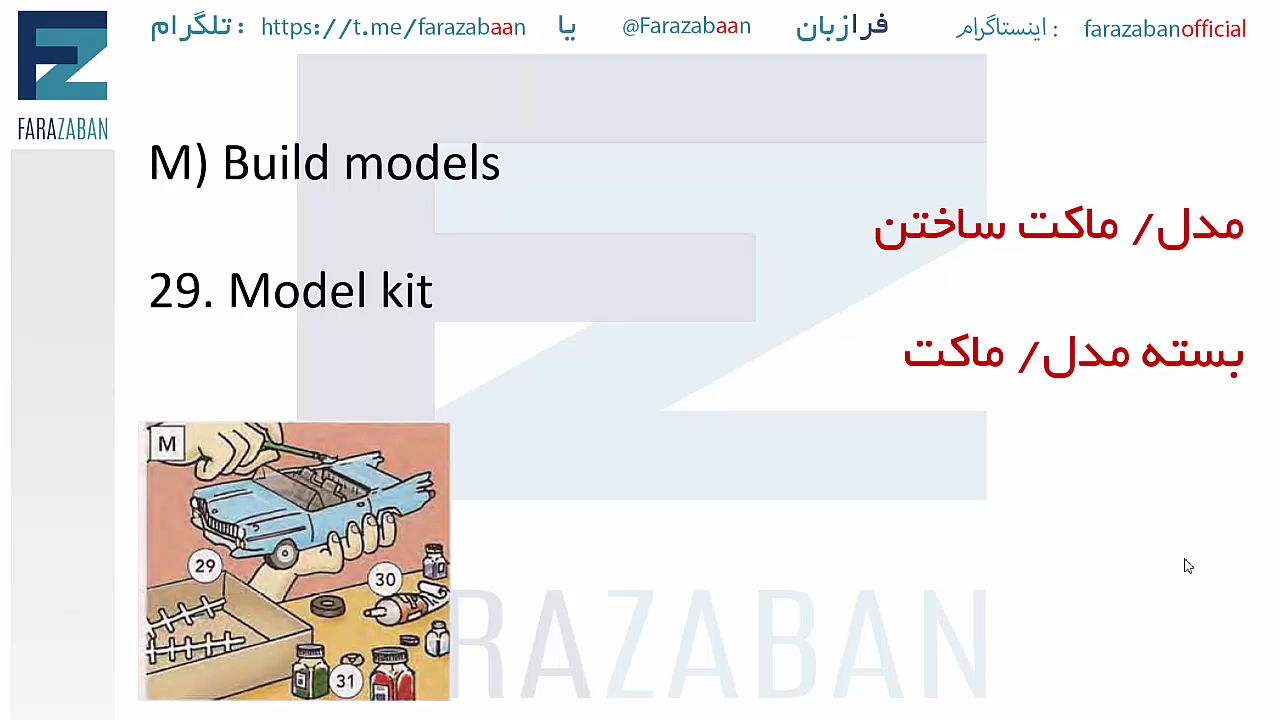 تلگرام : https://t.me/farazabaan یا @Farazabaan فرازبان اینستاگرام : farazabanofficial
FZ
FARAZABAN
M) Build models
مدل/ ماکت ساختن
29. Model kit
بسته مدل/ ماکت
M
29
30
31
FARAZABAN